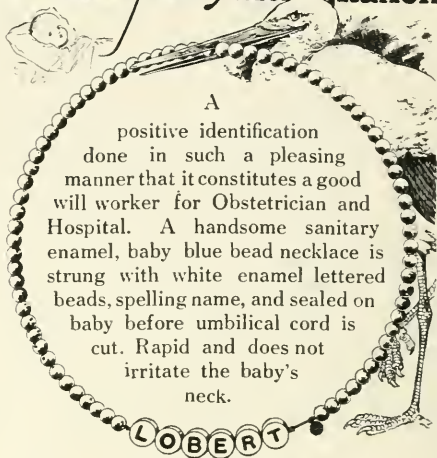 A
positive identification
done in such a pleasing
manner that it constitutes a good
will worker for Obstetrician and
Hospital. A handsome sanitary
enamel, baby blue bead necklace is
strung with white enamel lettered
beads, spelling name, and sealed on
baby before umbilical cord is
cut. Rapid and does not
irritate the baby's
neck.
LOBERT